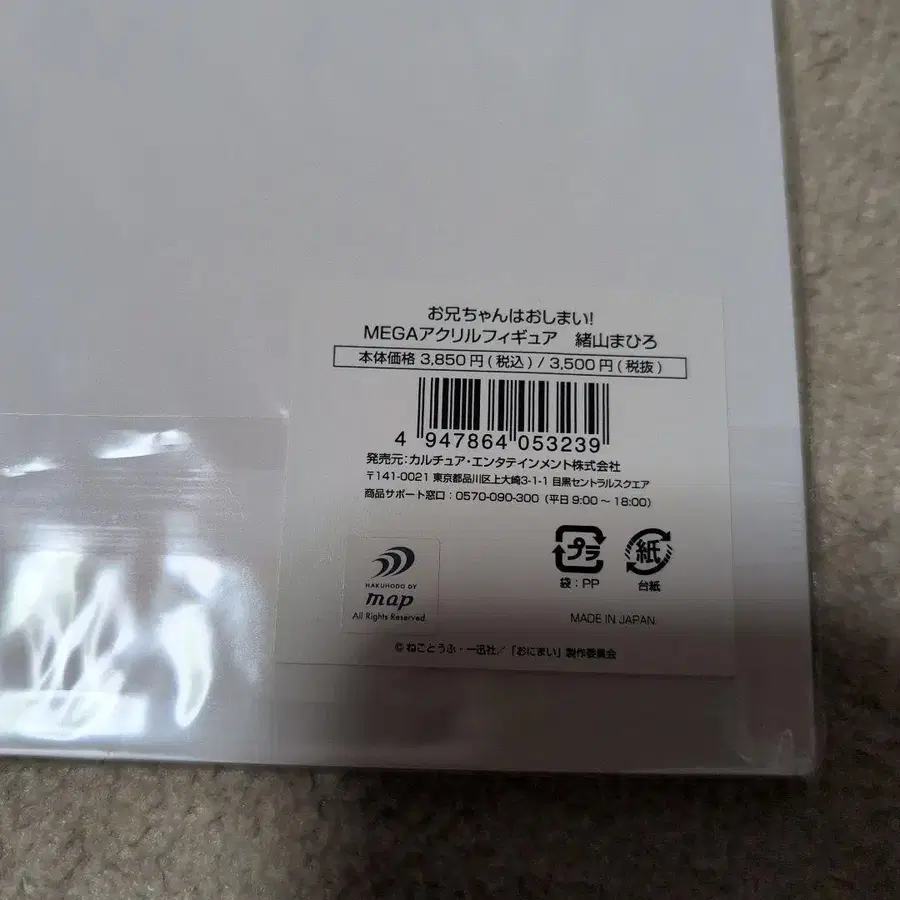 お兄ちゃんはおしまい!
MEGAアクリルフィギュア 緒山まひろ
本体価格 3,850円(税込)/ 3,500円(税抜)
4 947864 053239
発売元:カルチュア・エンタテインメント株式会社
〒141-0021 東京都品川区上大崎3-1-1 目黒セントラルスクエア
商品サポート窓口:0570-090-300(平日 9:00~18:00)
プラ
袋:PP
紙
台紙
HAKUHODO DY
map
All Rights Reserved
MADE IN JAPAN
© ねことうふ・一迅社/「おにまい」製作委員会